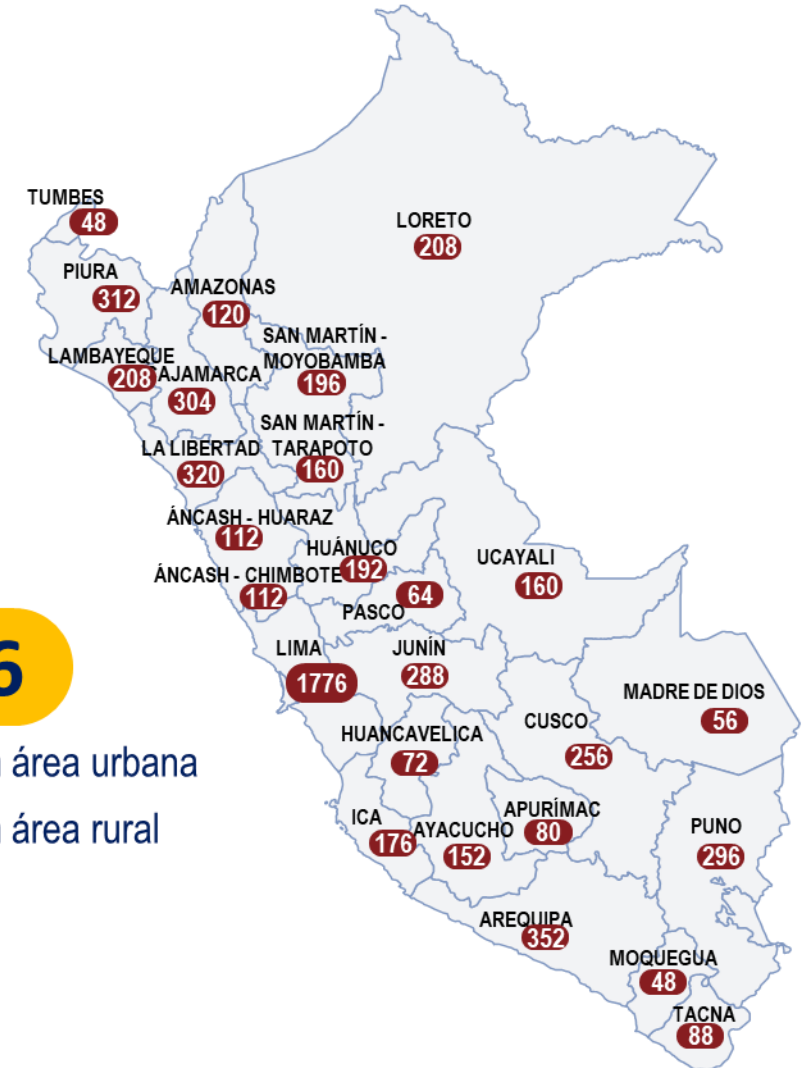 TUMBES
48
LORETO
208
PIURA
312
AMAZONAS
120
SAN MARTÍN -
MOYOBAMBA
196
LAMBAYEQUE
208
AJAMARCA
304
SAN MARTÍN -
TARAPOTO
160
LA LIBERTAD
320
ÁNCASH - HUARAZ
112
HUÁNUCO
192
UCAYALI
160
ÁNCASH - CHIMBOTE
112
64
PASCO
6
LIMA
1776
JUNÍN
288
MADRE DE DIOS
56
CUSCO
256
HUANCAVELICA
72
área urbana
área rural
ICA
176
AYACUCHO
152
APURÍMAC
80
PUNO
296
AREQUIPA
352
MOQUEGUA
48
TACNA
88